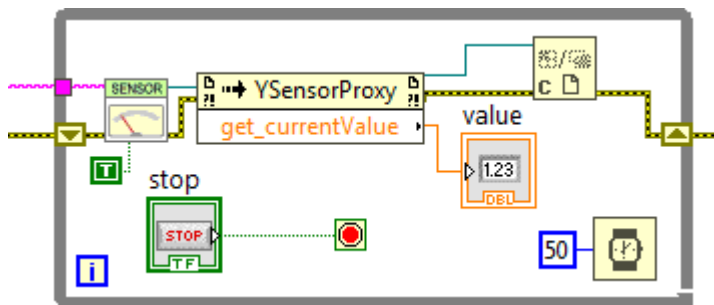 SENSOR
?!
YSensorProxy
?!
C
get_currentValue
value
1.23
DBL
T
stop
STOP
TF
i
50